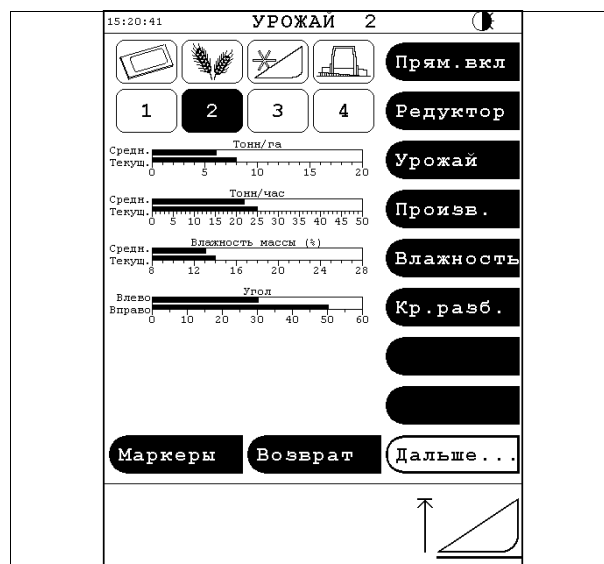 15:20:41 УРОЖАЙ 2
Прям.вкл
1 2 3 4
Редуктор
Тонн/га
Средн.
Текущ.
0 5 10 15 20
Урожай
Тонн/час
Средн.
Текущ.
0 5 10 15 20 25 30 35 40 45 50
Произв.
Влажность массы (%)
Средн.
Текущ.
8 12 16 20 24 28
Влажность
Угол
Влево
Вправо
0 10 20 30 40 50 60
Кр.разб.
Маркеры Возврат Дальше...